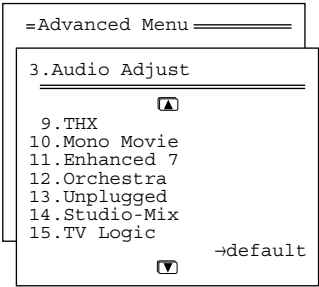 =Advanced Menu
3.Audio Adjust
9.THX
10.Mono Movie
11.Enhanced 7
12.Orchestra
13.Unplugged
14.Studio-Mix
15.TV Logic
→default